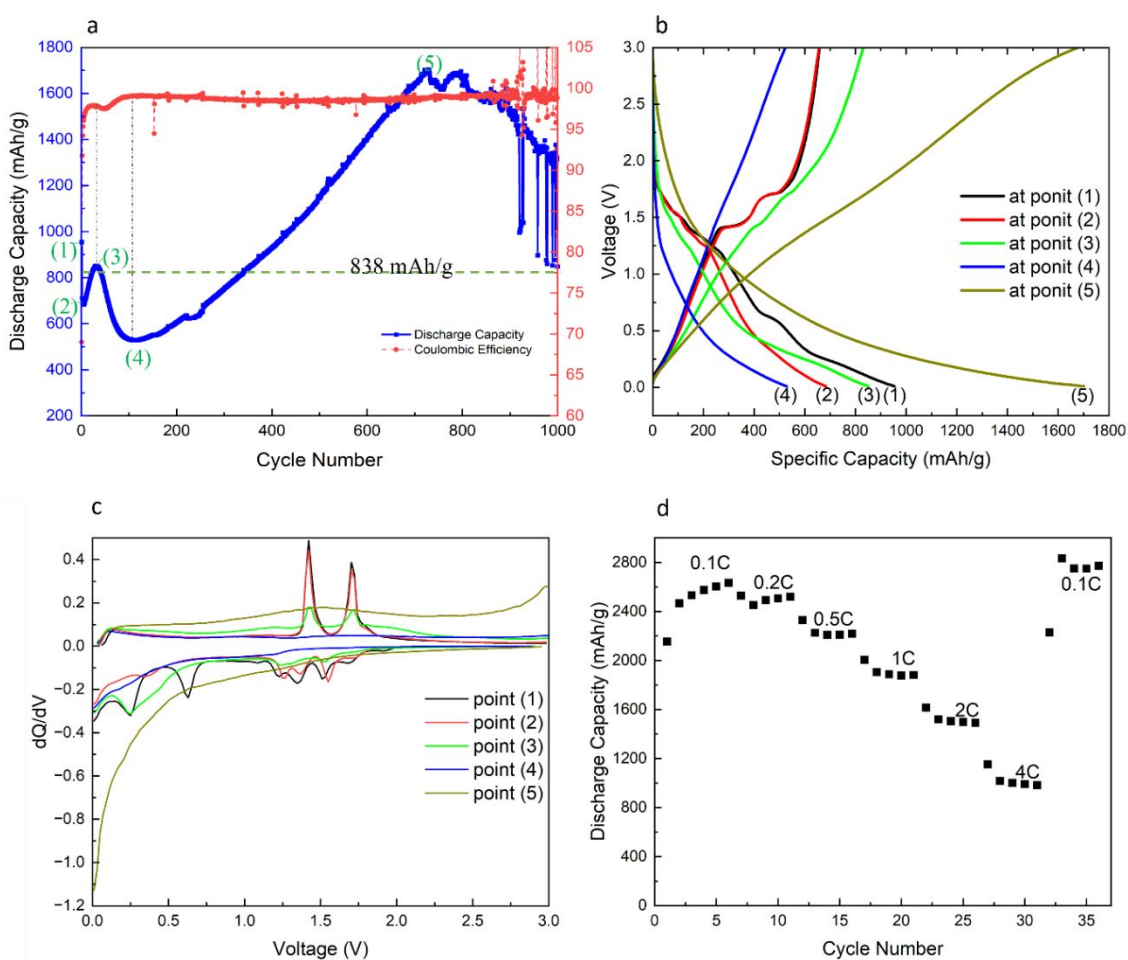 a
Discharge Capacity (mAh/g)
1800
1600
1400
1200
1000
800
600
400
200
105
100
95
90
85
80
75
70
65
60
(1)
(2)
(3)
(4)
(5)
838 mAh/g
Discharge Capacity
Coulombic Efficiency
0 200 400 600 800 1000
Cycle Number
b
Voltage (V)
3.0
2.5
2.0
1.5
1.0
0.5
0.0
at ponit (1)
at ponit (2)
at ponit (3)
at ponit (4)
at ponit (5)
(4) (2) (3) (1) (5)
0 200 400 600 800 1000 1200 1400 1600 1800
Specific Capacity (mAh/g)
c
dQ/dV
0.4
0.2
0.0
−0.2
−0.4
−0.6
−0.8
−1.0
−1.2
point (1)
point (2)
point (3)
point (4)
point (5)
0.0 0.5 1.0 1.5 2.0 2.5 3.0
Voltage (V)
d
Discharge Capacity (mAh/g)
2800
2400
2000
1600
1200
800
400
0
0.1C
0.2C
0.5C
1C
2C
4C
0.1C
0 5 10 15 20 25 30 35
Cycle Number